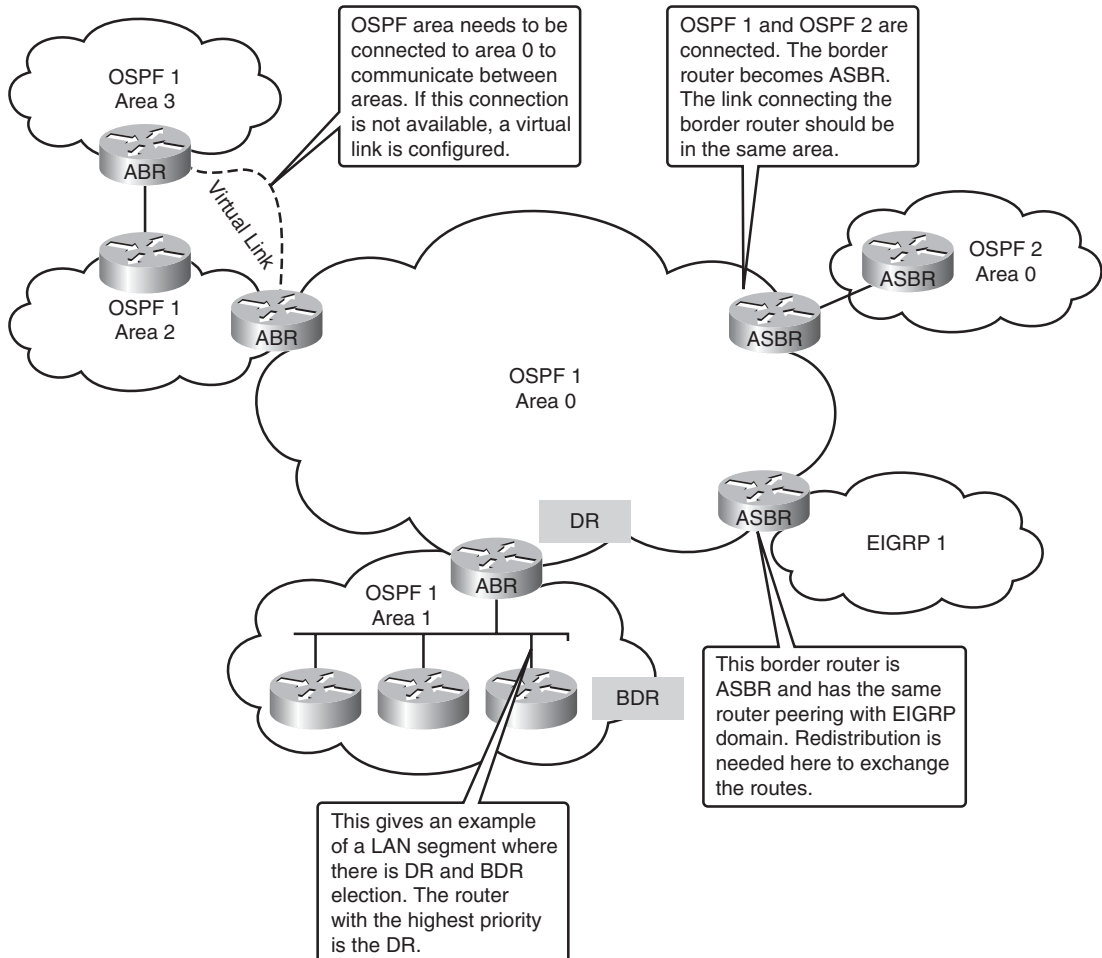 OSPF area needs to be
connected to area 0 to
communicate between
areas. If this connection
is not available, a virtual
link is configured.
OSPF 1 and OSPF 2 are
connected. The border
router becomes ASBR.
The link connecting the
border router should be
in the same area.
OSPF 1
Area 3
ABR
Virtual Link
OSPF 1
Area 2
ABR
OSPF 2
Area 0
ASBR
ASBR
OSPF 1
Area 0
DR
ASBR
EIGRP 1
ABR
OSPF 1
Area 1
BDR
This border router is
ASBR and has the same
router peering with EIGRP
domain. Redistribution is
needed here to exchange
the routes.
This gives an example
of a LAN segment where
there is DR and BDR
election. The router
with the highest priority
is the DR.